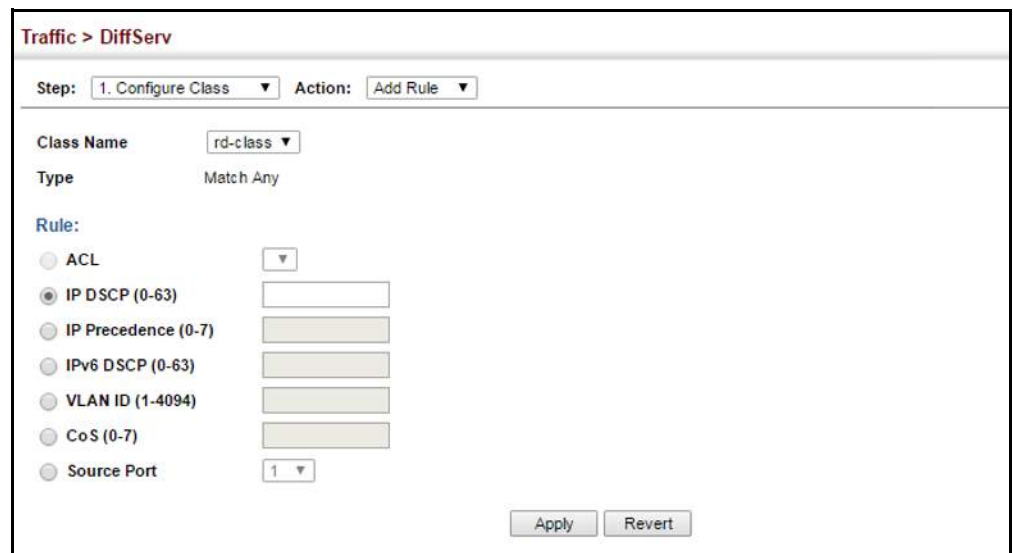 Traffic > DiffServ
Step: 1. Configure Class Action: Add Rule
Class Name rd-class
Type Match Any
Rule:
ACL
IP DSCP (0-63)
IP Precedence (0-7)
IPv6 DSCP (0-63)
VLAN ID (1-4094)
CoS (0-7)
Source Port 1
Apply Revert